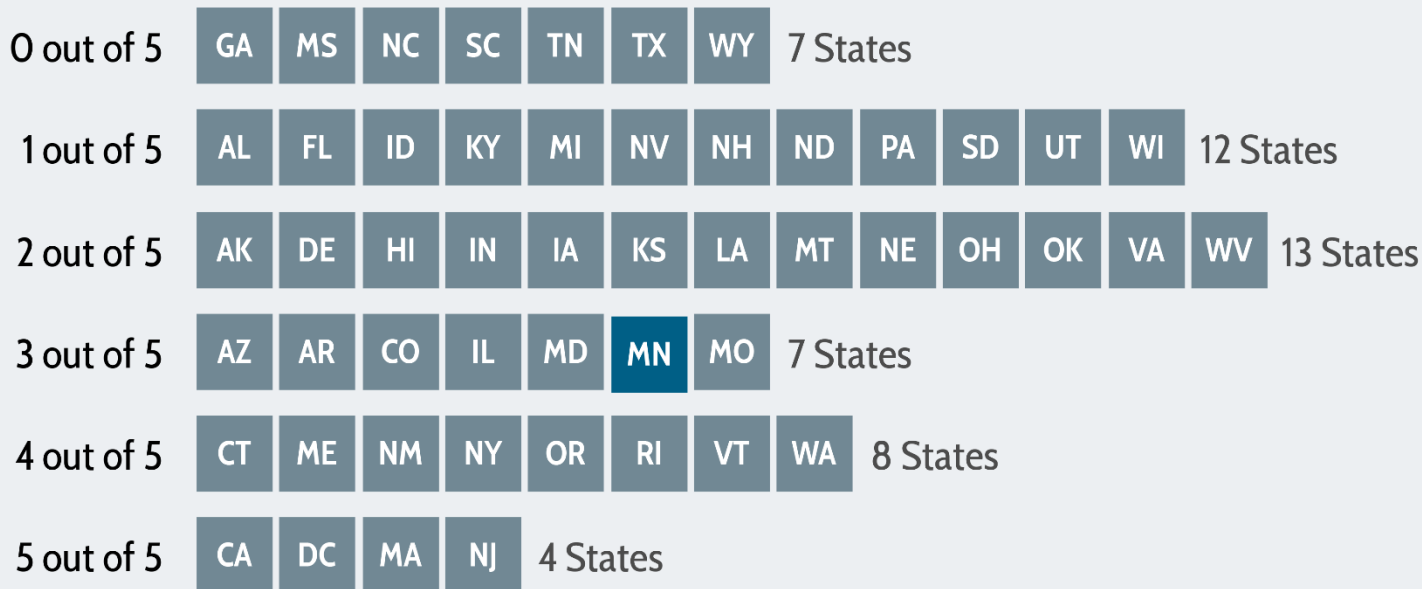 0 out of 5 GA MS NC SC TN TX WY 7 States
1 out of 5 AL FL ID KY MI NV NH ND PA SD UT WI 12 States
2 out of 5 AK DE HI IN IA KS LA MT NE OH OK VA WV 13 States
3 out of 5 AZ AR CO IL MD MN MO 7 States
4 out of 5 CT ME NM NY OR RI VT WA 8 States
5 out of 5 CA DC MA NJ 4 States